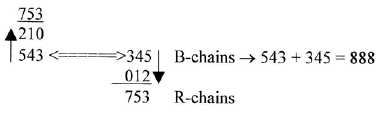 753
210
543 <==> 345 B-chains → 543 + 345 = 888
012
753 R-chains